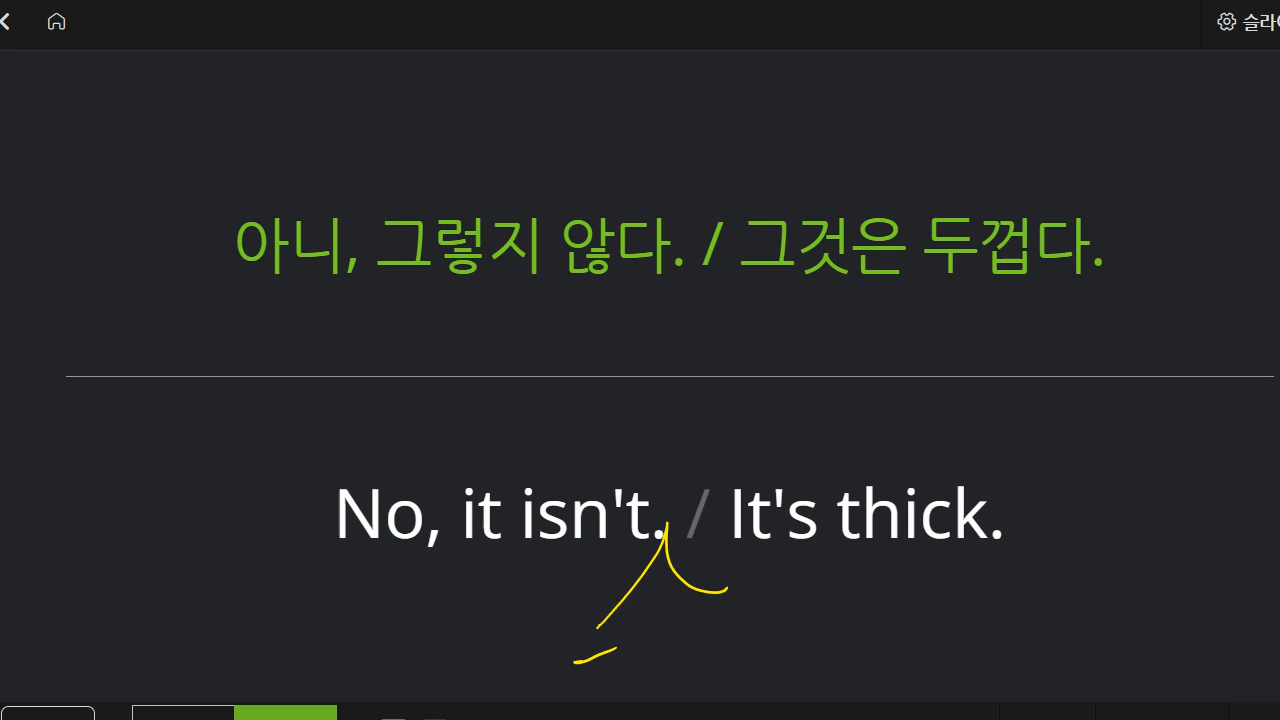 아니, 그렇지 않다. / 그것은 두껍다.
No, it isn't. / It's thick.